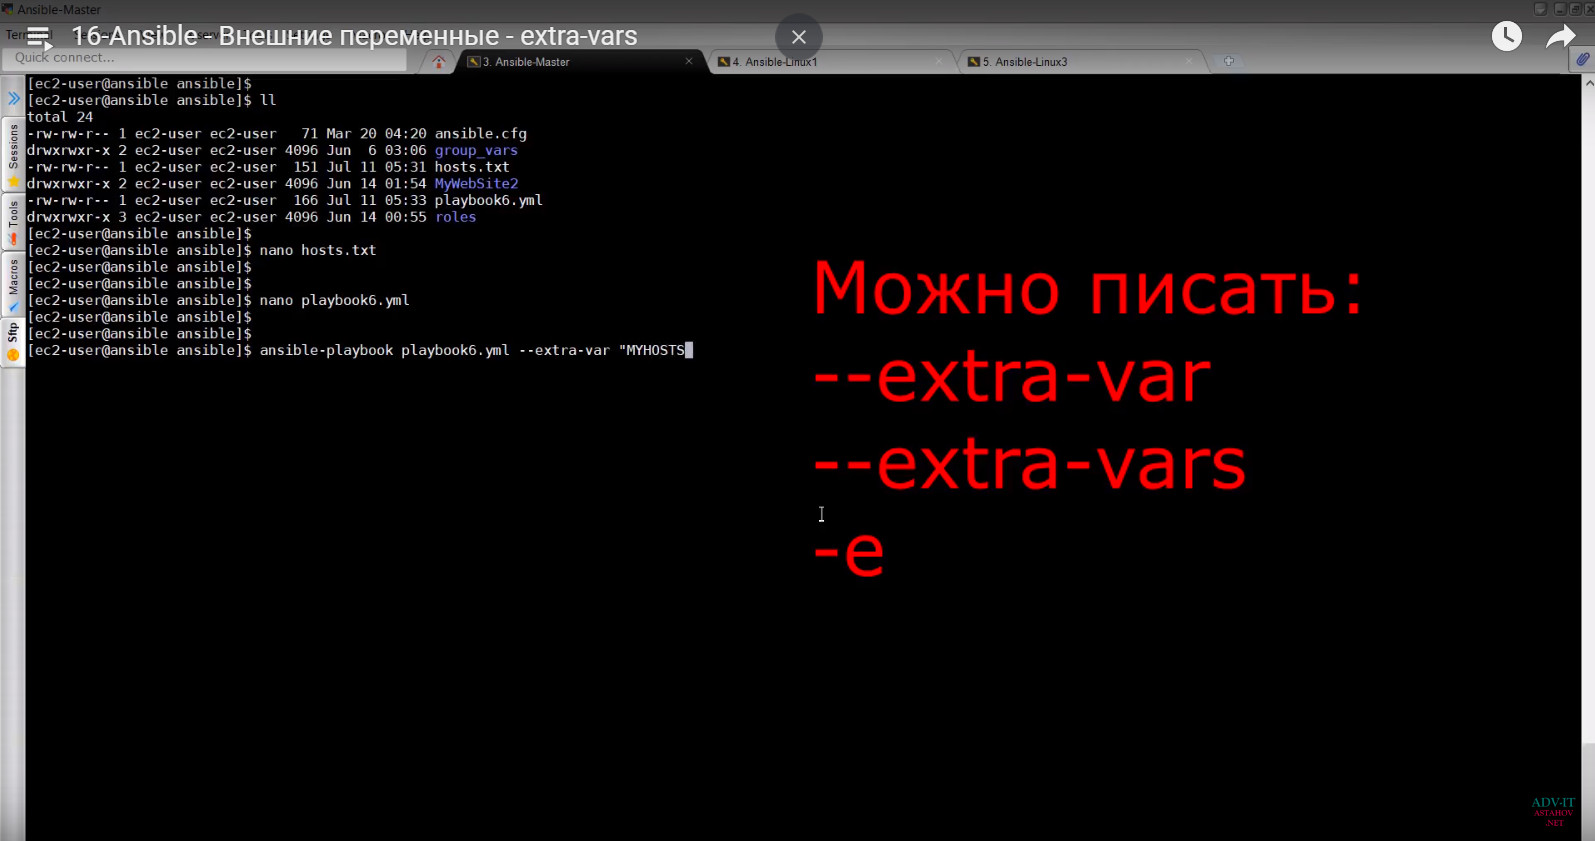 Ansible-Master
16-Ansible - Внешние переменные - extra-vars
Quick connect...
3. Ansible-Master
4. Ansible-Linux1
5. Ansible-Linux3
Sessions
Tools
Macros
Sftp
[ec2-user@ansible ansible]$
[ec2-user@ansible ansible]$ ll
total 24
-rw-rw-r-- 1 ec2-user ec2-user   71 Mar 20 04:20 ansible.cfg
drwxrwxr-x 2 ec2-user ec2-user 4096 Jun  6 03:06 group_vars
-rw-rw-r-- 1 ec2-user ec2-user  151 Jul 11 05:31 hosts.txt
drwxrwxr-x 2 ec2-user ec2-user 4096 Jun 14 01:54 MyWebSite2
-rw-rw-r-- 1 ec2-user ec2-user  166 Jul 11 05:33 playbook6.yml
drwxrwxr-x 3 ec2-user ec2-user 4096 Jun 14 00:55 roles
[ec2-user@ansible ansible]$
[ec2-user@ansible ansible]$ nano hosts.txt
[ec2-user@ansible ansible]$
[ec2-user@ansible ansible]$
[ec2-user@ansible ansible]$ nano playbook6.yml
[ec2-user@ansible ansible]$
[ec2-user@ansible ansible]$
[ec2-user@ansible ansible]$ ansible-playbook playbook6.yml --extra-var "MYHOSTS
Можно писать:
--extra-var
--extra-vars
-e
ADV-IT
ASTAHOV
.NET